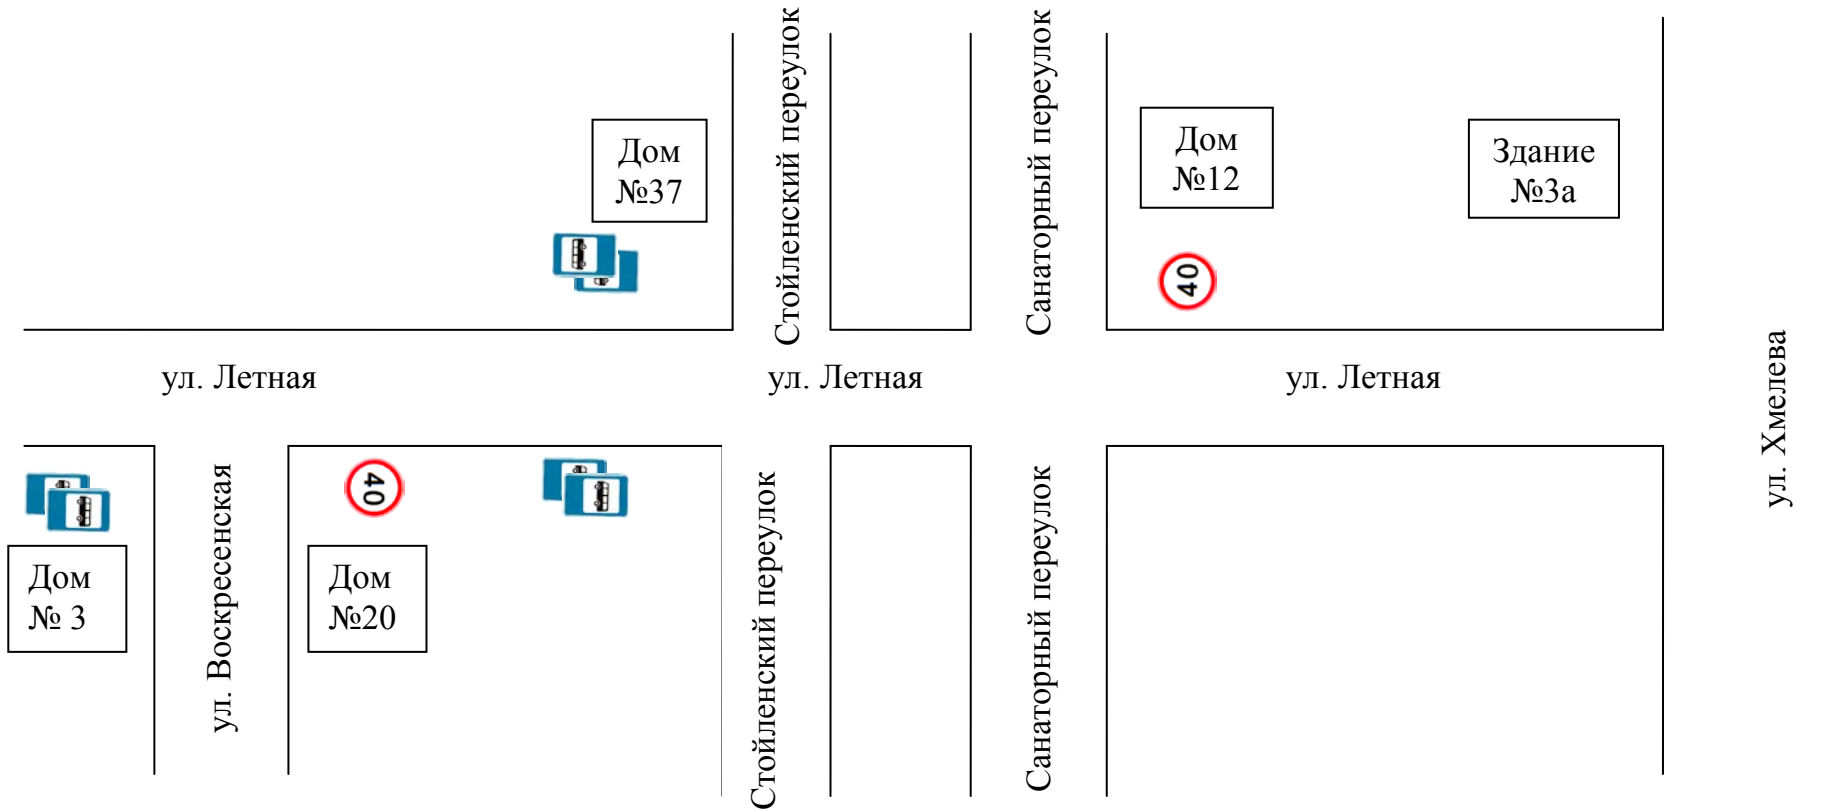 Стойленский переулок
Санаторный переулок
Дом
№37
Дом
№12
Здание
№3а
40
ул. Летная
ул. Летная
ул. Летная
ул. Хмелева
40
Дом
№ 3
ул. Воскресенская
Дом
№20
Стойленский переулок
Санаторный переулок